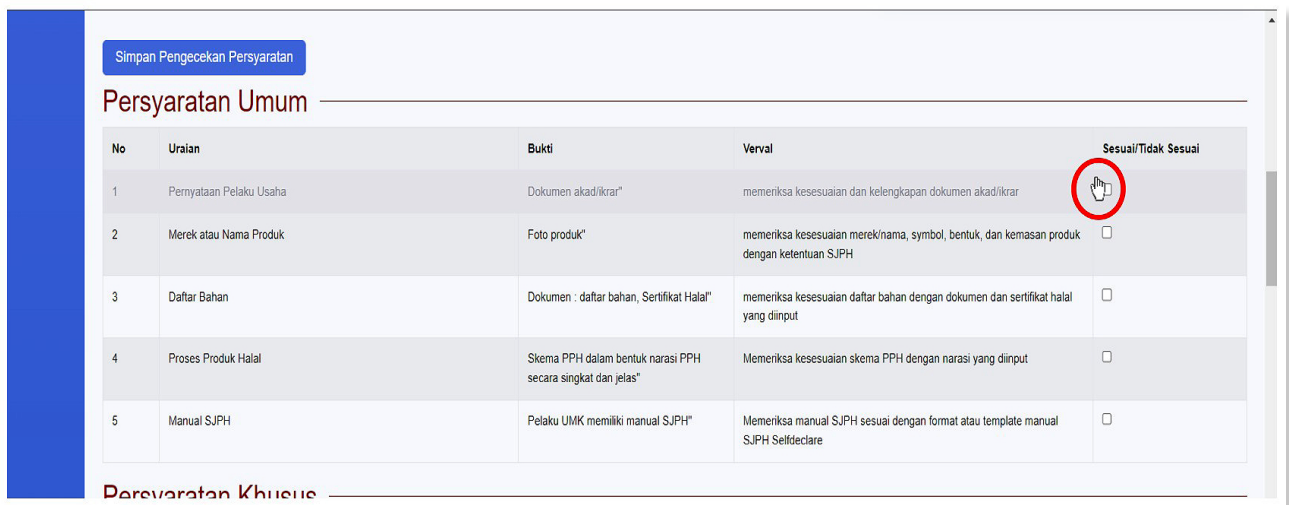 Simpan Pengecekan Persyaratan
Persyaratan Umum
No Uraian Bukti Verval Sesuai/Tidak Sesuai
1 Pernyataan Pelaku Usaha Dokumen akad/ikrar" memeriksa kesesuaian dan kelengkapan dokumen akad/ikrar
2 Merek atau Nama Produk Foto produk" memeriksa kesesuaian merek/nama, symbol, bentuk, dan kemasan produk
dengan ketentuan SJPH
3 Daftar Bahan Dokumen : daftar bahan, Sertifikat Halal" memeriksa kesesuaian daftar bahan dengan dokumen dan sertifikat halal
yang diinput
4 Proses Produk Halal Skema PPH dalam bentuk narasi PPH Memeriksa kesesuaian skema PPH dengan narasi yang diinput
secara singkat dan jelas"
5 Manual SJPH Pelaku UMK memiliki manual SJPH" Memeriksa manual SJPH sesuai dengan format atau template manual
SJPH Selfdeclare
Persyaratan Khusus